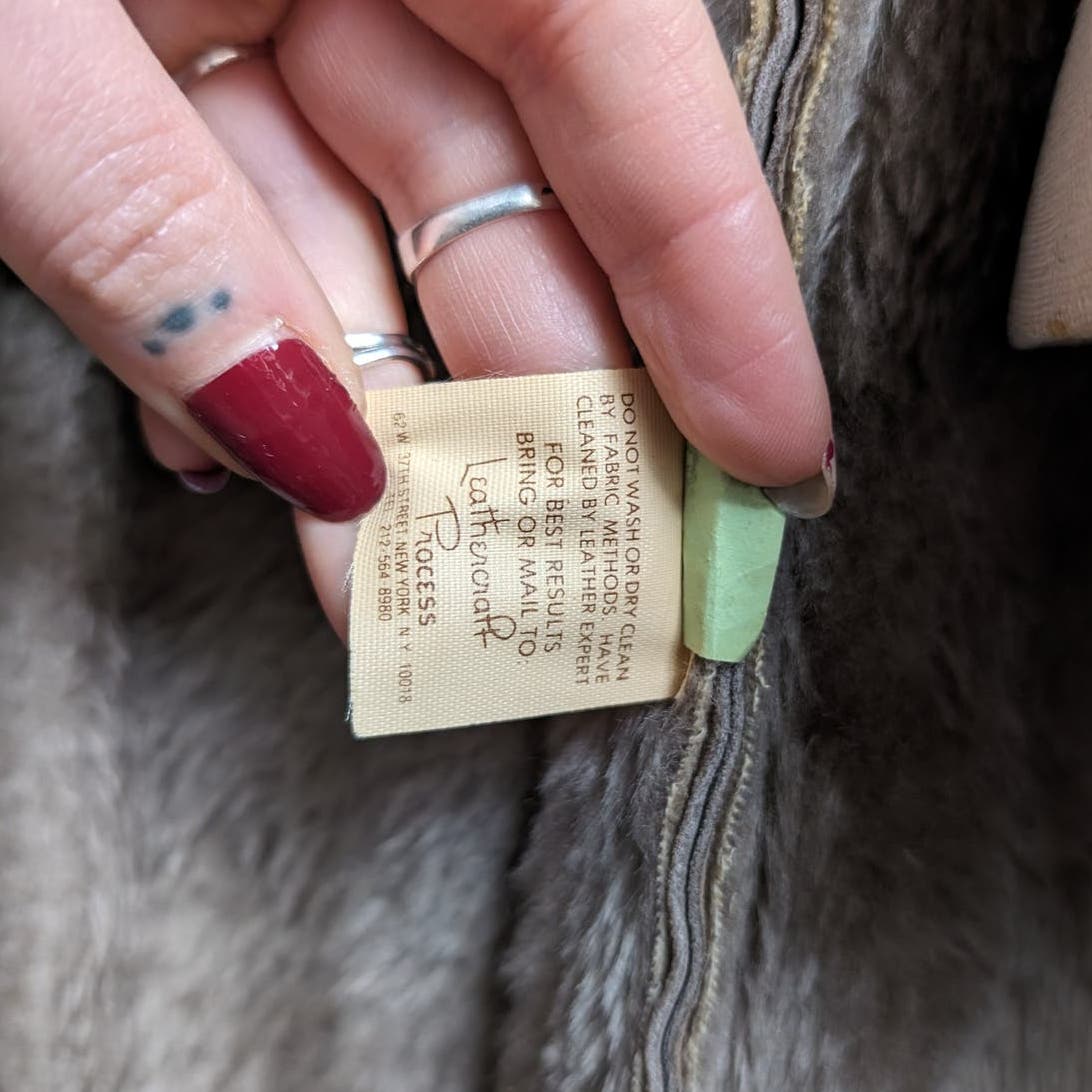 DO NOT WASH OR DRY CLEAN
BY FABRIC METHODS. HAVE
CLEANED BY LEATHER EXPERT
FOR BEST RESULTS
BRING OR MAIL TO:
Leathercraft
PROCESS
62 W 37TH STREET NEW YORK N Y 10018
212 564 8980